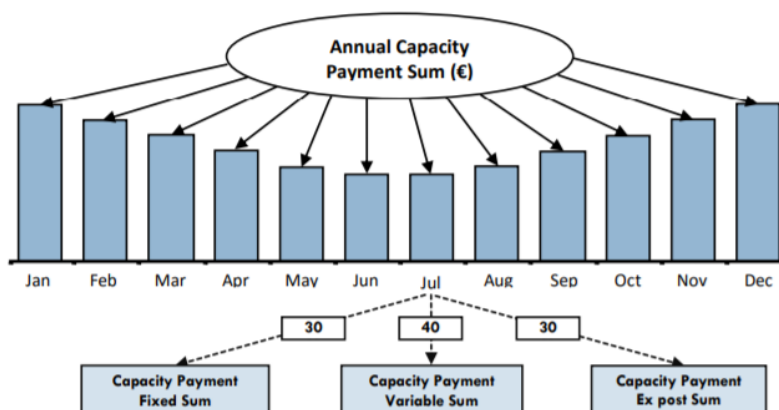 Annual Capacity
Payment Sum (€)
Jan Feb Mar Apr May Jun Jul Aug Sep Oct Nov Dec
30 40 30
Capacity Payment
Fixed Sum
Capacity Payment
Variable Sum
Capacity Payment
Ex post Sum